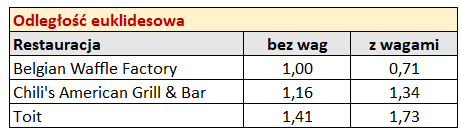 Odległość euklidesowa
Restauracja bez wag z wagami
Belgian Waffle Factory 1,00 0,71
Chili's American Grill & Bar 1,16 1,34
Toit 1,41 1,73